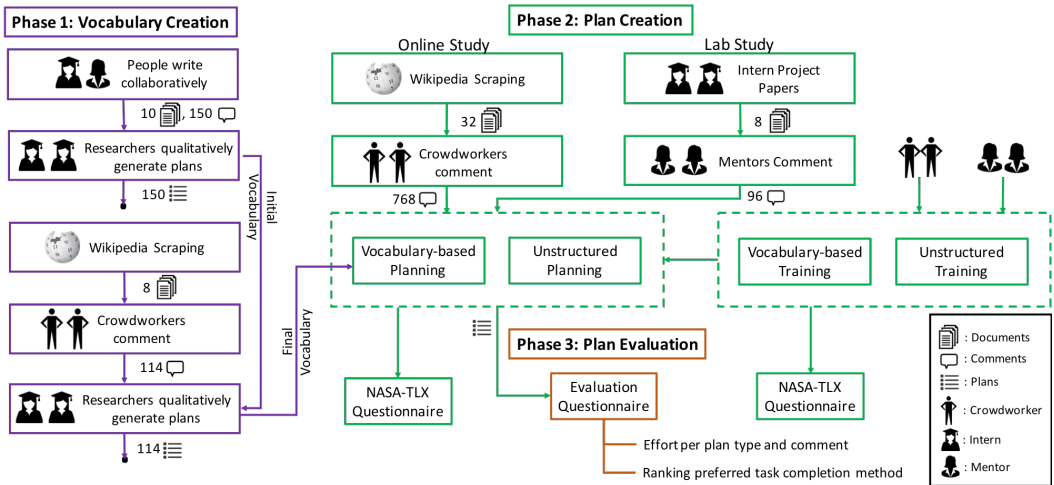 Phase 1: Vocabulary Creation
People write
collaboratively
10 , 150
Researchers qualitatively
generate plans
150
Initial
Vocabulary
Wikipedia Scraping
8
Crowdworkers
comment
114
Researchers qualitatively
generate plans
114
Final
Vocabulary
Phase 2: Plan Creation
Online Study
Wikipedia Scraping
32
Crowdworkers
comment
768
Lab Study
Intern Project
Papers
8
Mentors Comment
96
Vocabulary-based
Planning
Unstructured
Planning
Vocabulary-based
Training
Unstructured
Training
NASA-TLX
Questionnaire
Phase 3: Plan Evaluation
Evaluation
Questionnaire
Effort per plan type and comment
Ranking preferred task completion method
NASA-TLX
Questionnaire
: Documents
: Comments
: Plans
: Crowdworker
: Intern
: Mentor